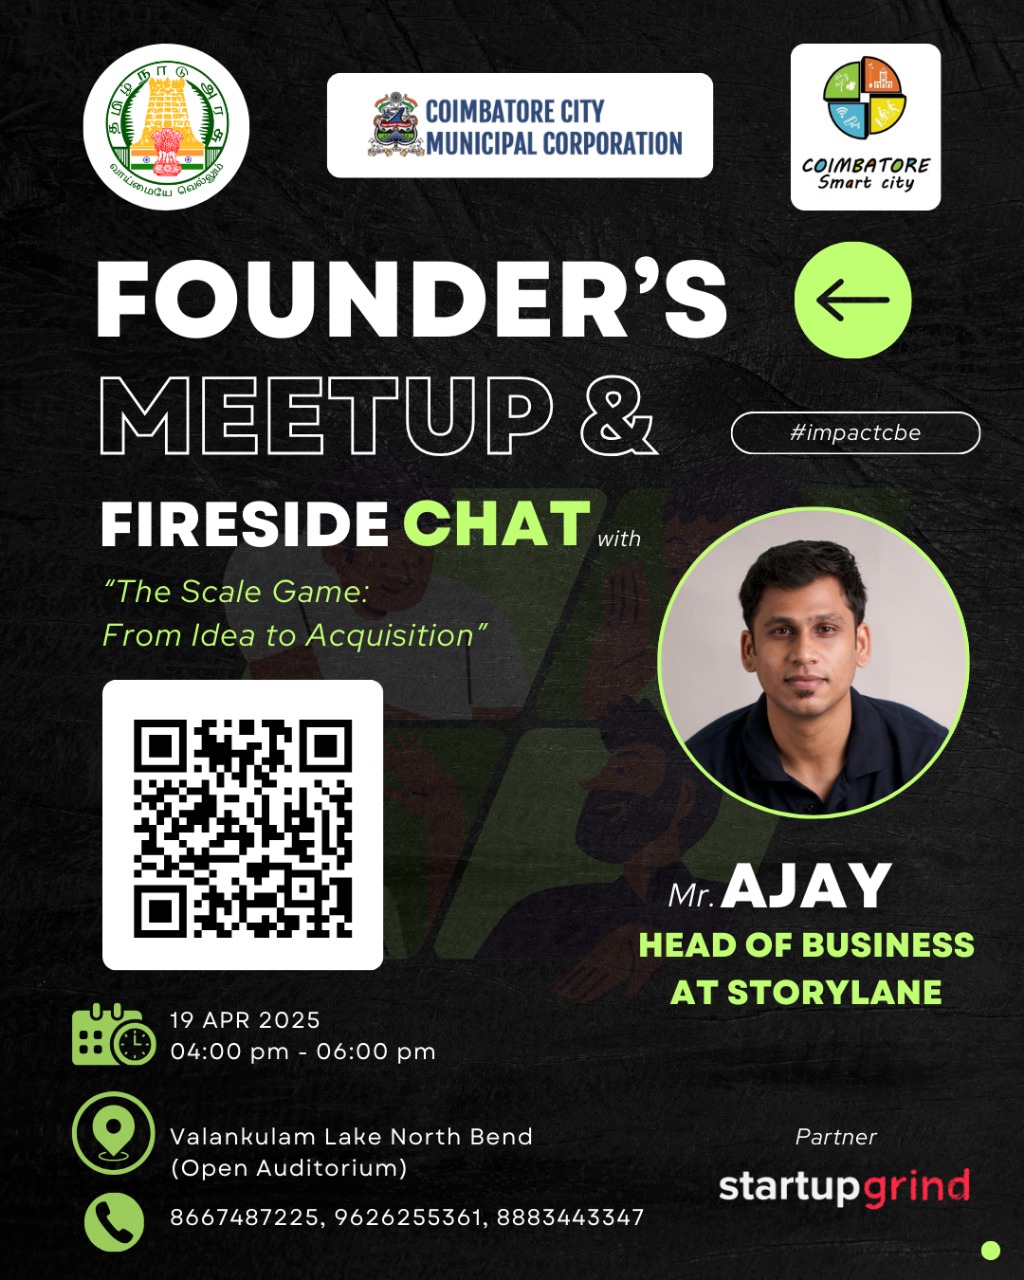 தமிழ்நாடு அரசு
வாய்மையே வெல்லும்
COIMBATORE CITY
MUNICIPAL CORPORATION
COIMBATORE
Smart city
FOUNDER’S
MEETUP &
#impactcbe
FIRESIDE CHAT with
“The Scale Game:
From Idea to Acquisition”
Mr. AJAY
HEAD OF BUSINESS
AT STORYLANE
19 APR 2025
04:00 pm - 06:00 pm
Valankulam Lake North Bend
(Open Auditorium)
8667487225, 9626255361, 8883443347
Partner
startupgrind